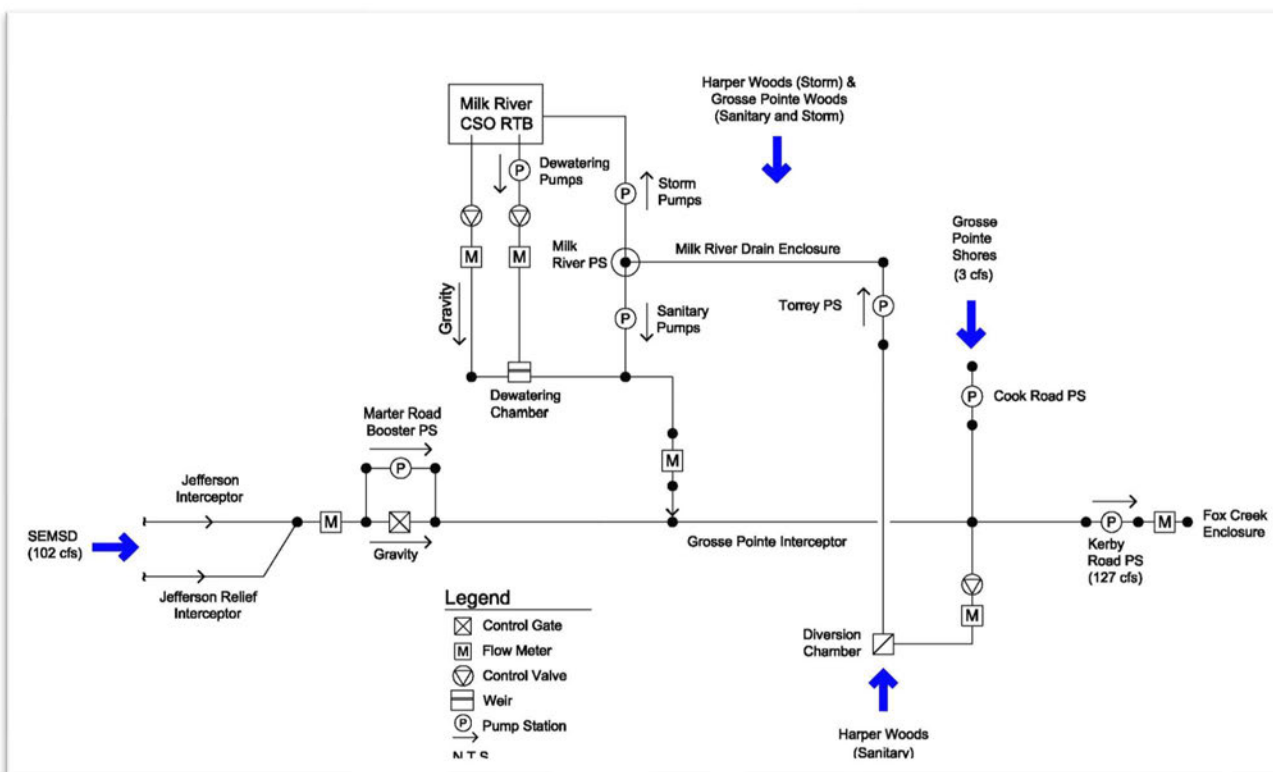 Harper Woods (Storm) &
Grosse Pointe Woods
(Sanitary and Storm)
Milk River
CSO RTB
P
Dewatering
Pumps
P
Storm
Pumps
Grosse
Pointe
Shores
(3 cfs)
M
M
Milk
River PS
Milk River Drain Enclosure
Gravity
P
Sanitary
Pumps
Torrey PS
P
Dewatering
Chamber
P
Cook Road PS
Marter Road
Booster PS
P
M
Jefferson
Interceptor
SEMSD
(102 cfs)
M
Gravity
Grosse Pointe Interceptor
P
Kerby
Road PS
(127 cfs)
M
Fox Creek
Enclosure
Jefferson Relief
Interceptor
Legend
Control Gate
M
Flow Meter
Control Valve
Weir
P
Pump Station
N.T.S.
M
Diversion
Chamber
Harper Woods
(Sanitary)